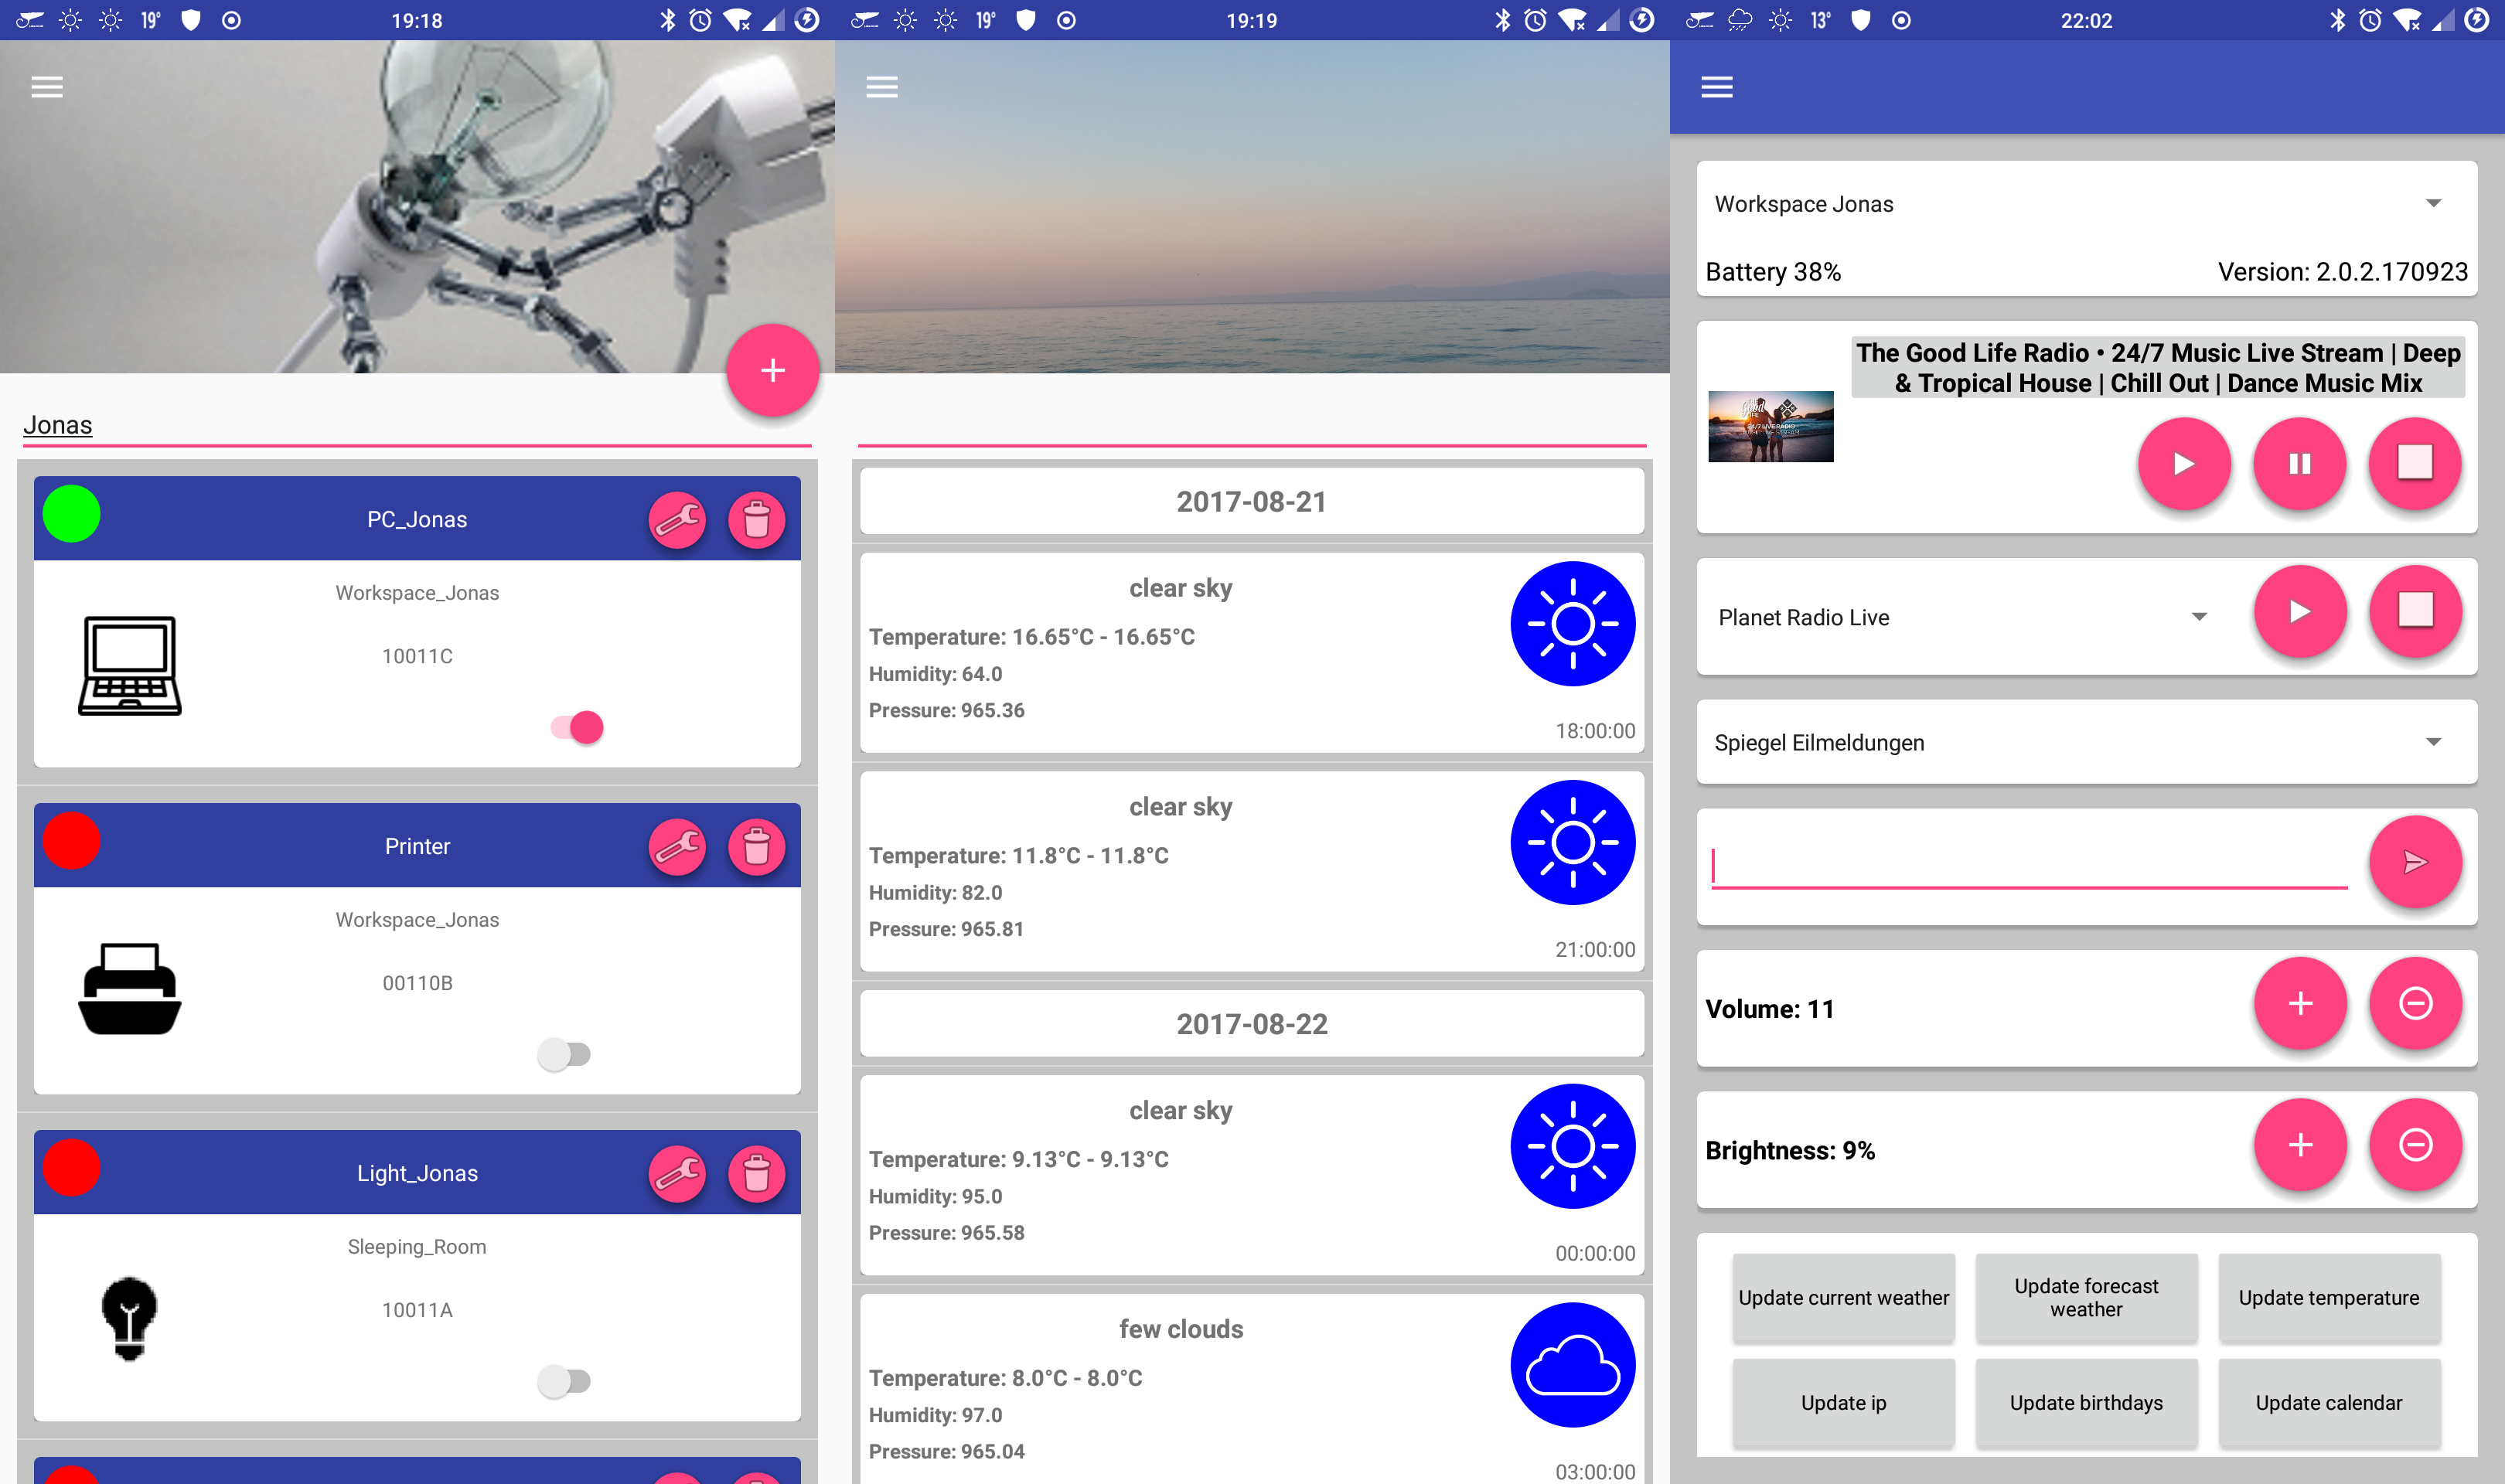 19° 19:18
Jonas
PC_Jonas
Workspace_Jonas
10011C
Printer
Workspace_Jonas
00110B
Light_Jonas
Sleeping_Room
10011A
19° 19:19
2017-08-21
clear sky
Temperature: 16.65°C - 16.65°C
Humidity: 64.0
Pressure: 965.36
18:00:00
clear sky
Temperature: 11.8°C - 11.8°C
Humidity: 82.0
Pressure: 965.81
21:00:00
2017-08-22
clear sky
Temperature: 9.13°C - 9.13°C
Humidity: 95.0
Pressure: 965.58
00:00:00
few clouds
Temperature: 8.0°C - 8.0°C
Humidity: 97.0
Pressure: 965.04
03:00:00
13° 22:02
Workspace Jonas
Battery 38% Version: 2.0.2.170923
The Good Life Radio • 24/7 Music Live Stream | Deep
& Tropical House | Chill Out | Dance Music Mix
Planet Radio Live
Spiegel Eilmeldungen
Volume: 11
Brightness: 9%
Update current weather
Update forecast
weather
Update temperature
Update ip
Update birthdays
Update calendar